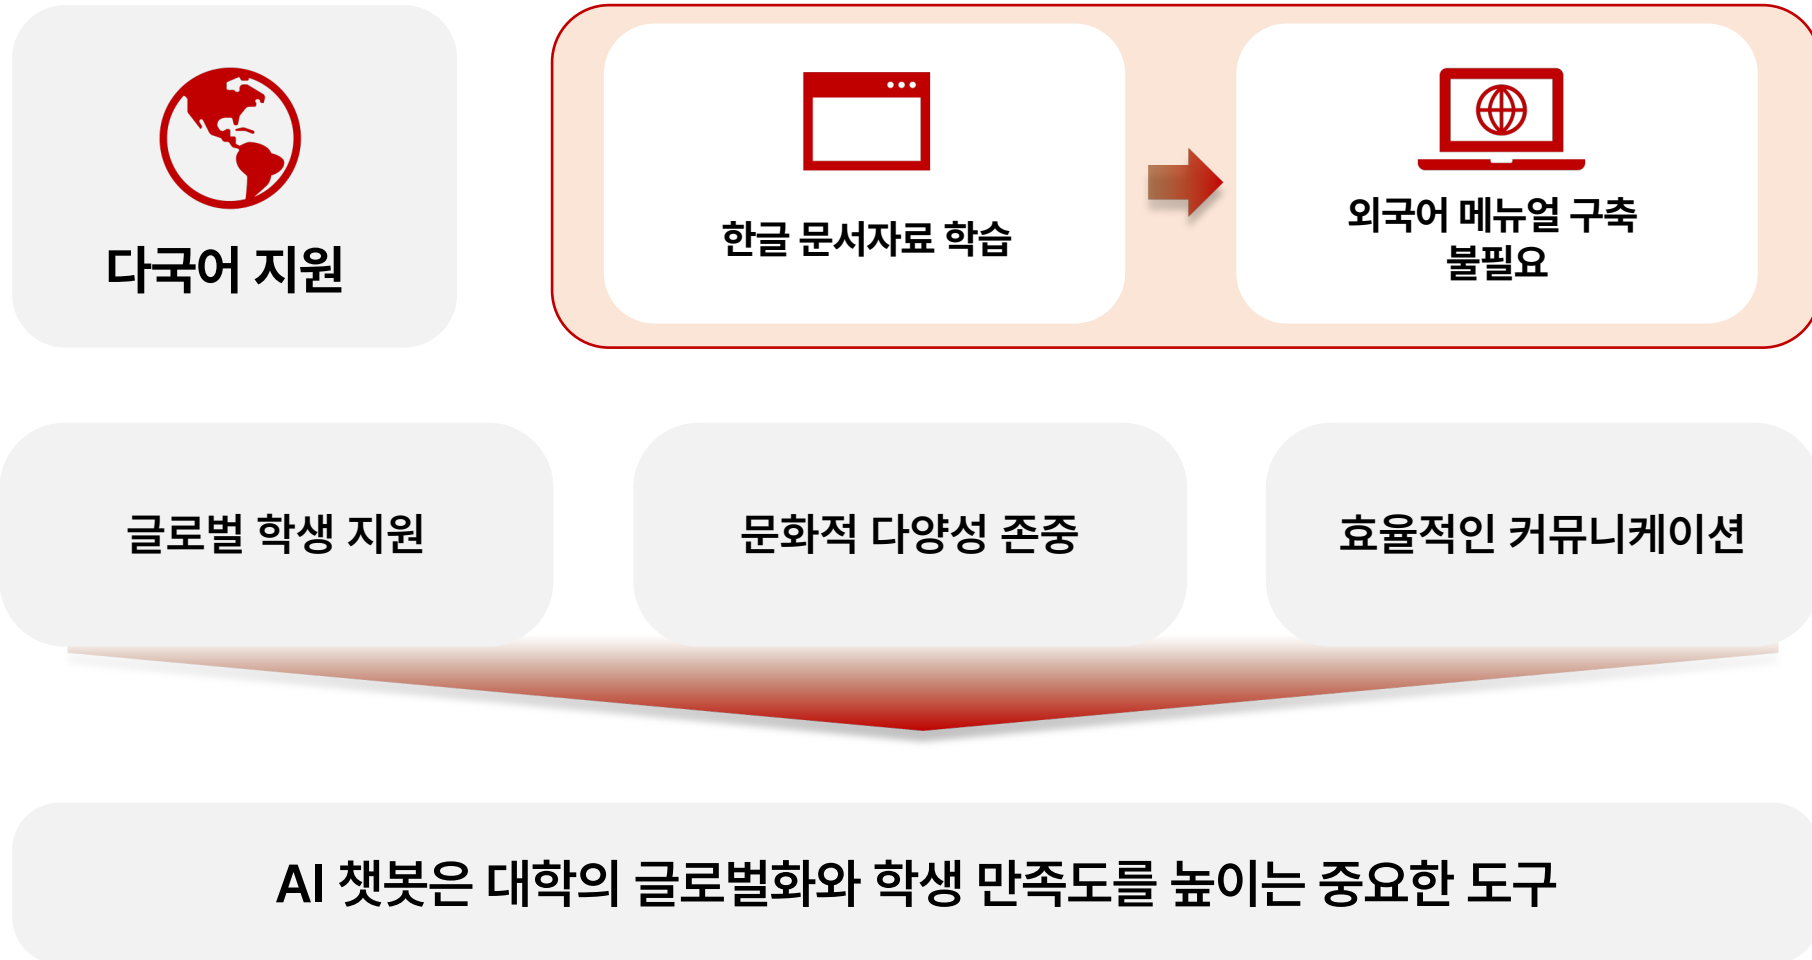 다국어 지원
한글 문서자료 학습
외국어 메뉴얼 구축
불필요
글로벌 학생 지원
문화적 다양성 존중
효율적인 커뮤니케이션
AI 챗봇은 대학의 글로벌화와 학생 만족도를 높이는 중요한 도구